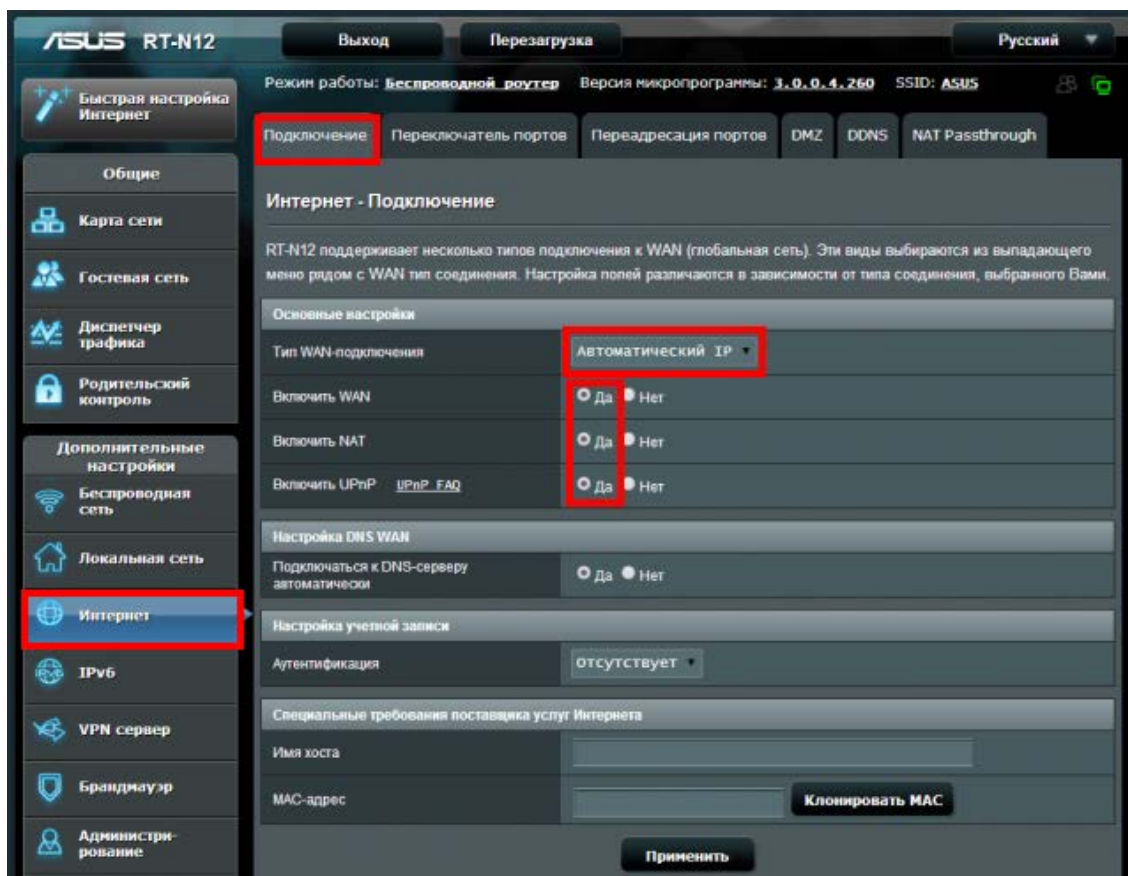 ASUS RT-N12
Выход
Перезагрузка
Русский
Быстрая настройка
Интернет
Режим работы: Беспроводной роутер Версия микропрограммы: 3.0.0.4.260 SSID: ASUS
Подключение
Переключатель портов
Переадресация портов
DMZ
DDNS
NAT Passthrough
Общие
Карта сети
Гостевая сеть
Диспетчер
трафика
Родительский
контроль
Дополнительные
настройки
Беспроводная
сеть
Локальная сеть
Интернет
IPv6
VPN сервер
Брандмауэр
Администри-
рование
Интернет - Подключение
RT-N12 поддерживает несколько типов подключения к WAN (глобальная сеть). Эти виды выбираются из выпадающего
меню рядом с WAN тип соединения. Настройка полей различаются в зависимости от типа соединения, выбранного Вами.
Основные настройки
Тип WAN-подключения Автоматический IP
Включить WAN Да Нет
Включить NAT Да Нет
Включить UPnP UPnP FAQ Да Нет
Настройка DNS WAN
Подключаться к DNS-серверу
автоматически
Да Нет
Настройка учетной записи
Аутентификация Отсутствует
Специальные требования поставщика услуг Интернета
Имя хоста
MAC-адрес Клонировать MAC
Применить